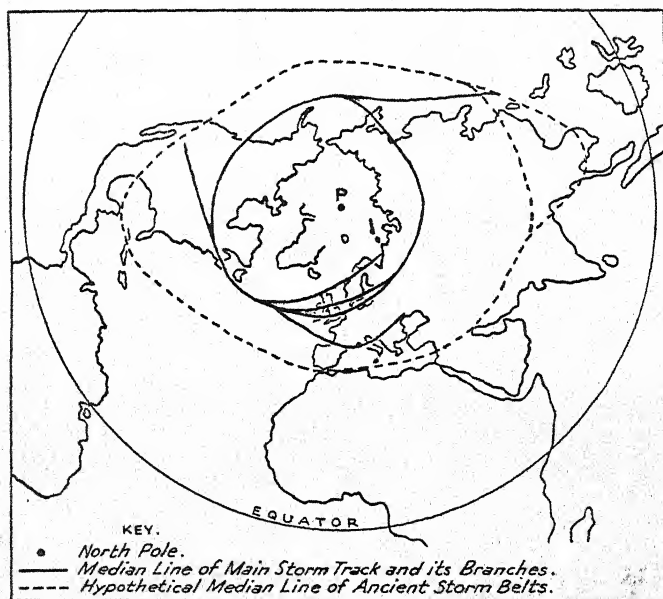 P
EQUATOR
KEY.
North Pole.
Median Line of Main Storm Track and its Branches.
Hypothetical Median Line of Ancient Storm Belts.